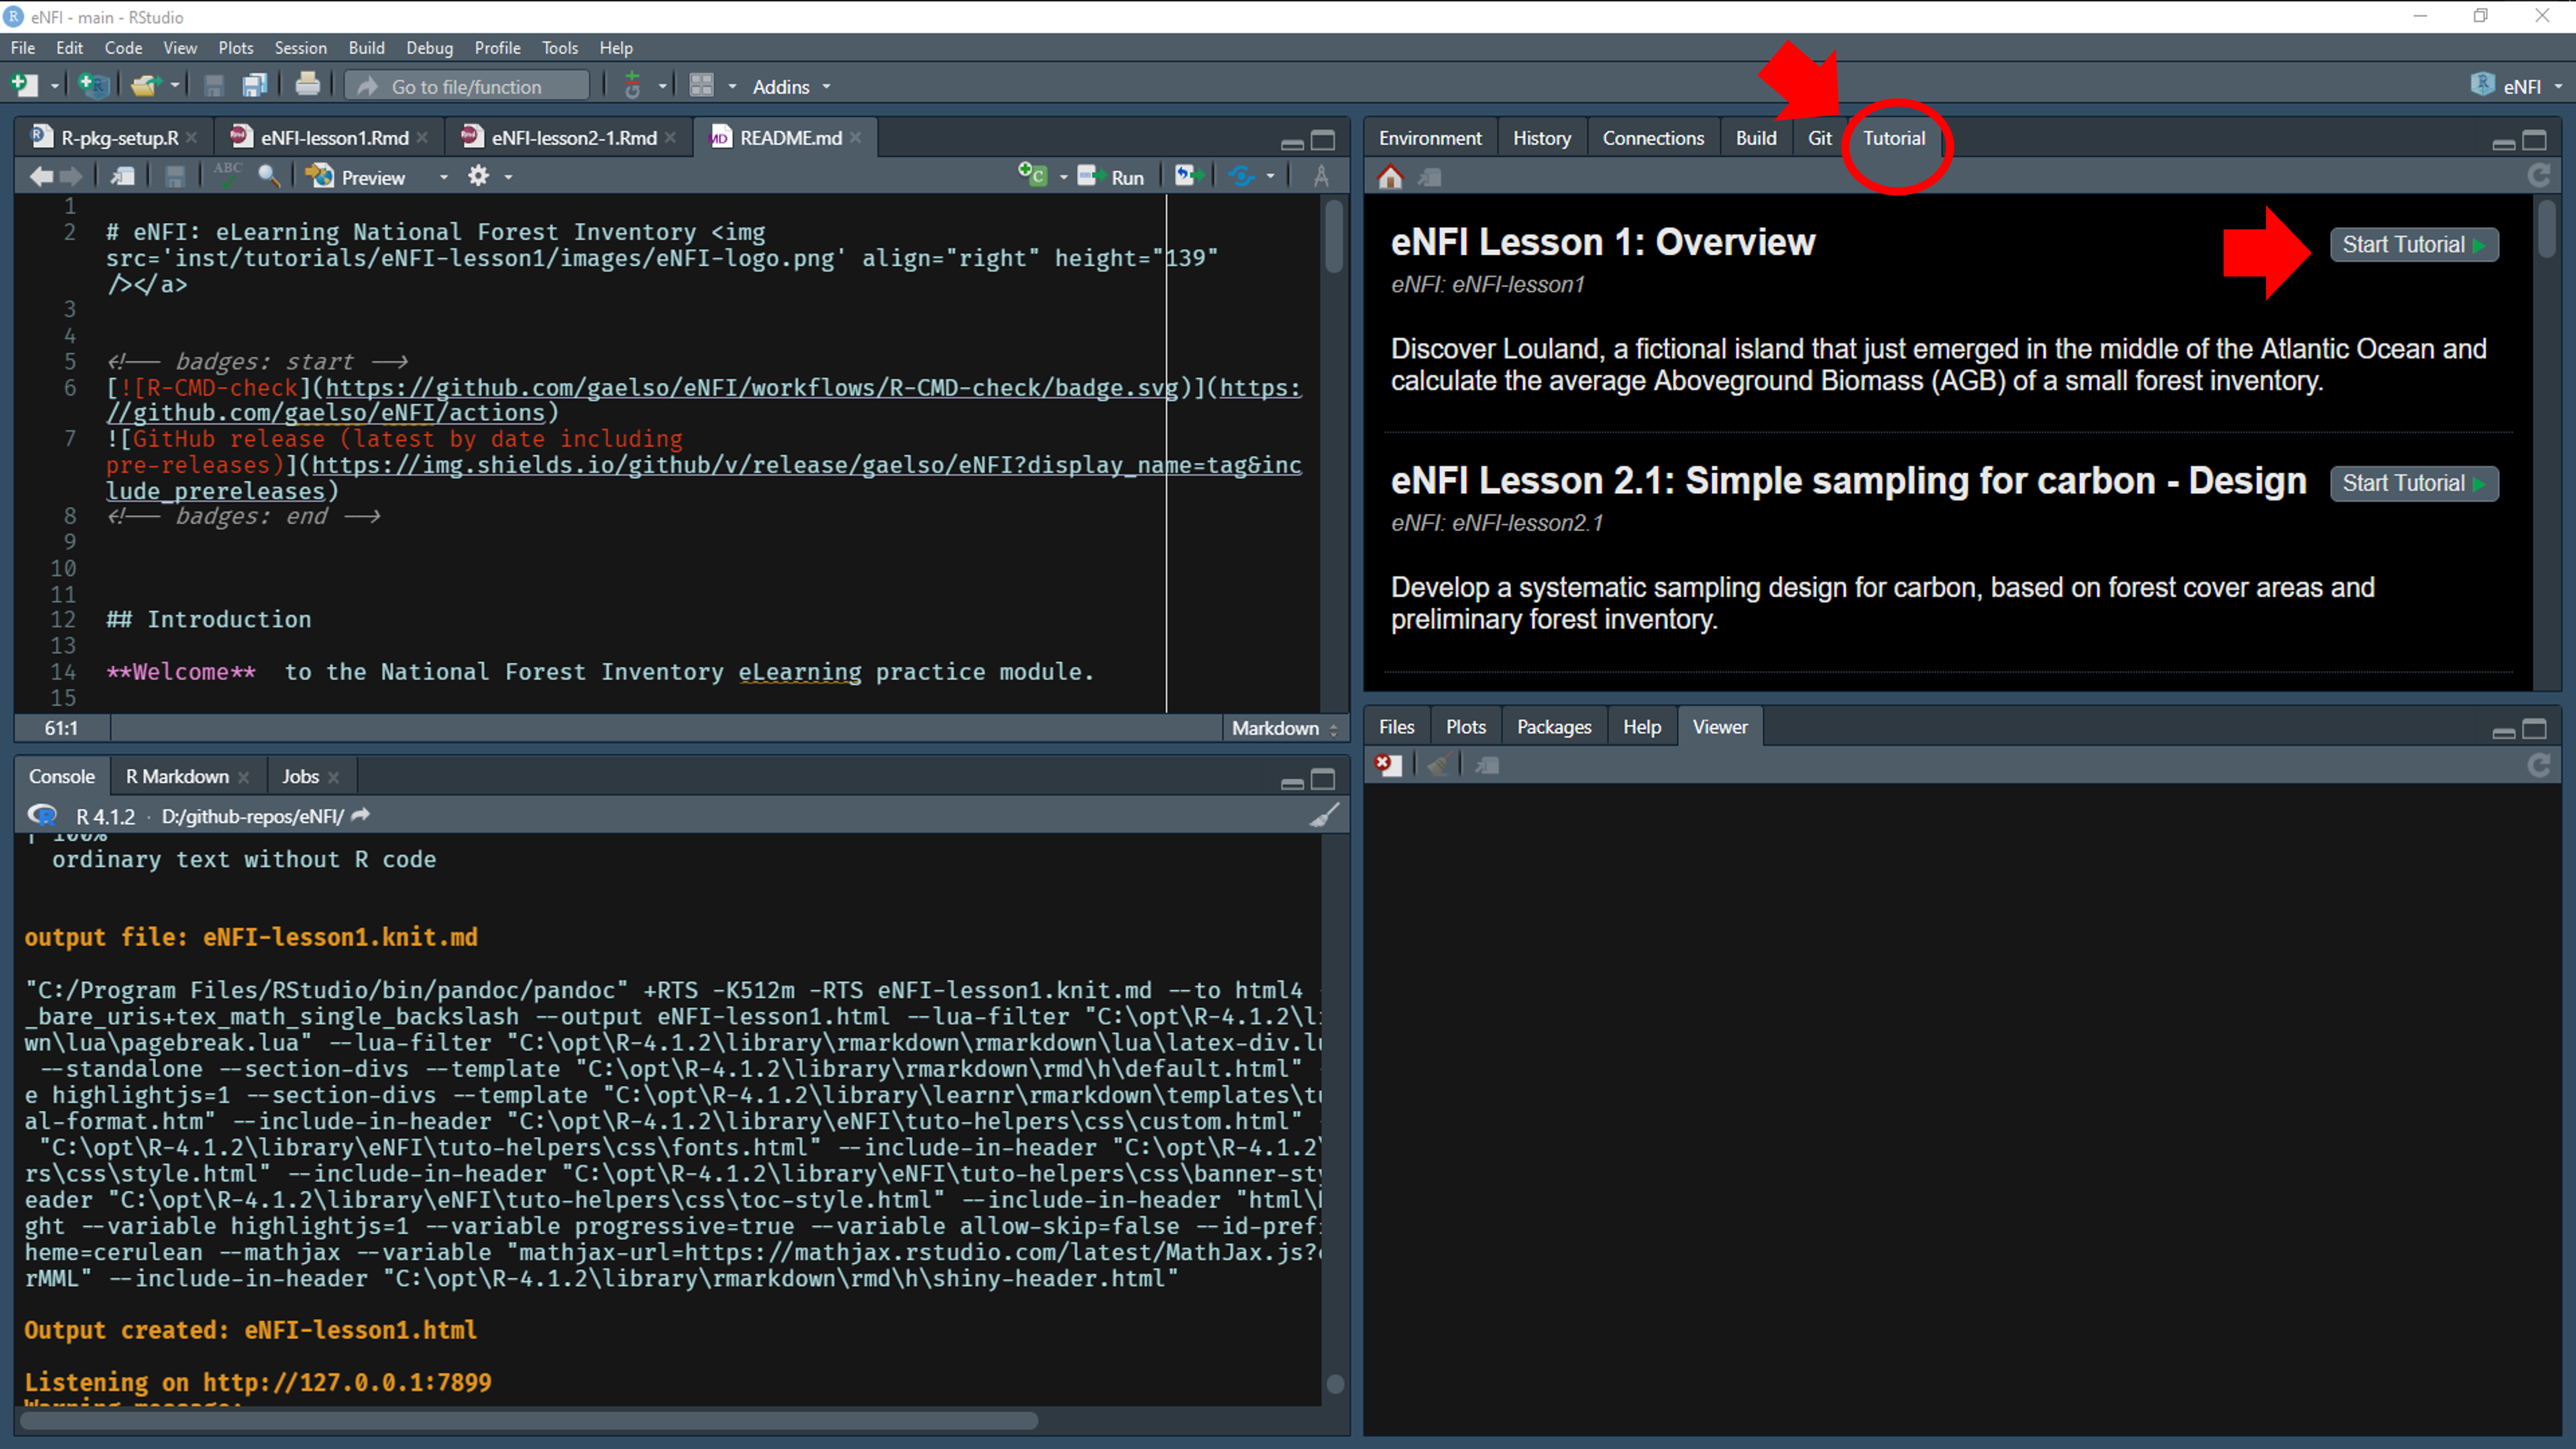 eNFI - main - RStudio
File Edit Code View Plots Session Build Debug Profile Tools Help
Go to file/function Addins eNFI
R-pkg-setup.R eNFI-lesson1.Rmd eNFI-lesson2-1.Rmd README.md
ABC Preview Run
1
2 # eNFI: eLearning National Forest Inventory <img
src='inst/tutorials/eNFI-lesson1/images/eNFI-logo.png' align="right" height="139"
/></a>
3
4
5 <!-- badges: start -->
6 [![R-CMD-check](https://github.com/gaelso/eNFI/workflows/R-CMD-check/badge.svg)](https:
//github.com/gaelso/eNFI/actions)
7 ![GitHub release (latest by date including
pre-releases)](https://img.shields.io/github/v/release/gaelso/eNFI?display_name=tag&inc
lude_prereleases)
8 <!-- badges: end -->
9
10
11
12 ## Introduction
13
14 **Welcome** to the National Forest Inventory eLearning practice module.
15
61:1 Markdown
Console R Markdown Jobs
R 4.1.2 · D:/github-repos/eNFI/
| 100%
ordinary text without R code
output file: eNFI-lesson1.knit.md
"C:/Program Files/RStudio/bin/pandoc/pandoc" +RTS -K512m -RTS eNFI-lesson1.knit.md --to html4
_bare_uris+tex_math_single_backslash --output eNFI-lesson1.html --lua-filter "C:\opt\R-4.1.2\li
wn\lua\pagebreak.lua" --lua-filter "C:\opt\R-4.1.2\library\rmarkdown\rmarkdown\lua\latex-div.lu
--standalone --section-divs --template "C:\opt\R-4.1.2\library\rmarkdown\rmd\h\default.html"
e highlightjs=1 --section-divs --template "C:\opt\R-4.1.2\library\learnr\rmarkdown\templates\tu
al-format.htm" --include-in-header "C:\opt\R-4.1.2\library\eNFI\tuto-helpers\css\custom.html"
"C:\opt\R-4.1.2\library\eNFI\tuto-helpers\css\fonts.html" --include-in-header "C:\opt\R-4.1.2\
rs\css\style.html" --include-in-header "C:\opt\R-4.1.2\library\eNFI\tuto-helpers\css\banner-sty
eader "C:\opt\R-4.1.2\library\eNFI\tuto-helpers\css\toc-style.html" --include-in-header "html\
ght --variable highlightjs=1 --variable progressive=true --variable allow-skip=false --id-prefi
heme=cerulean --mathjax --variable "mathjax-url=https://mathjax.rstudio.com/latest/MathJax.js?
rMML" --include-in-header "C:\opt\R-4.1.2\library\rmarkdown\rmd\h\shiny-header.html"
Output created: eNFI-lesson1.html
Listening on http://127.0.0.1:7899
Warning message:
Environment History Connections Build Git Tutorial
eNFI Lesson 1: Overview
Start Tutorial
eNFI: eNFI-lesson1
Discover Louland, a fictional island that just emerged in the middle of the Atlantic Ocean and
calculate the average Aboveground Biomass (AGB) of a small forest inventory.
eNFI Lesson 2.1: Simple sampling for carbon - Design
Start Tutorial
eNFI: eNFI-lesson2.1
Develop a systematic sampling design for carbon, based on forest cover areas and
preliminary forest inventory.
Files Plots Packages Help Viewer